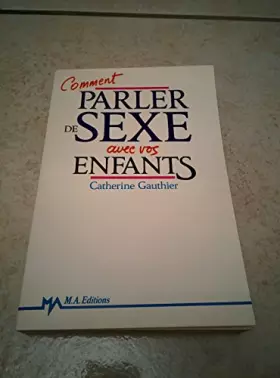 Comment
PARLER
DE SEXE
avec vos
ENFANTS
Catherine Gauthier
MA M.A. Editions